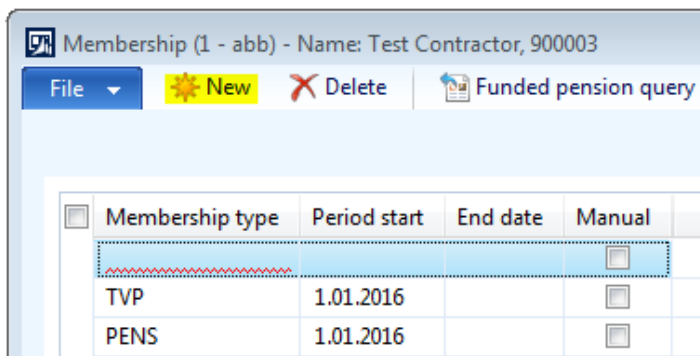 Membership (1 - abb) - Name: Test Contractor, 900003
File New Delete Funded pension query
Membership type Period start End date Manual
TVP 1.01.2016
PENS 1.01.2016